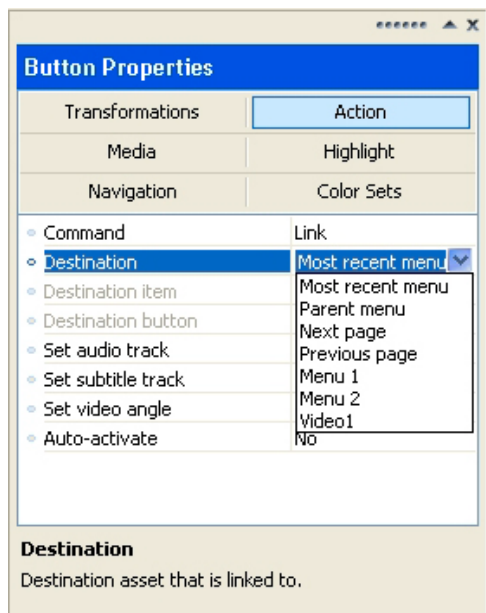 Button Properties
Transformations Action
Media Highlight
Navigation Color Sets
Command Link
Destination Most recent menu
Destination item Most recent menu
Parent menu
Destination button Next page
Set audio track Previous page
Set subtitle track Menu 1
Set video angle Menu 2
Video1
Auto-activate No
Destination
Destination asset that is linked to.